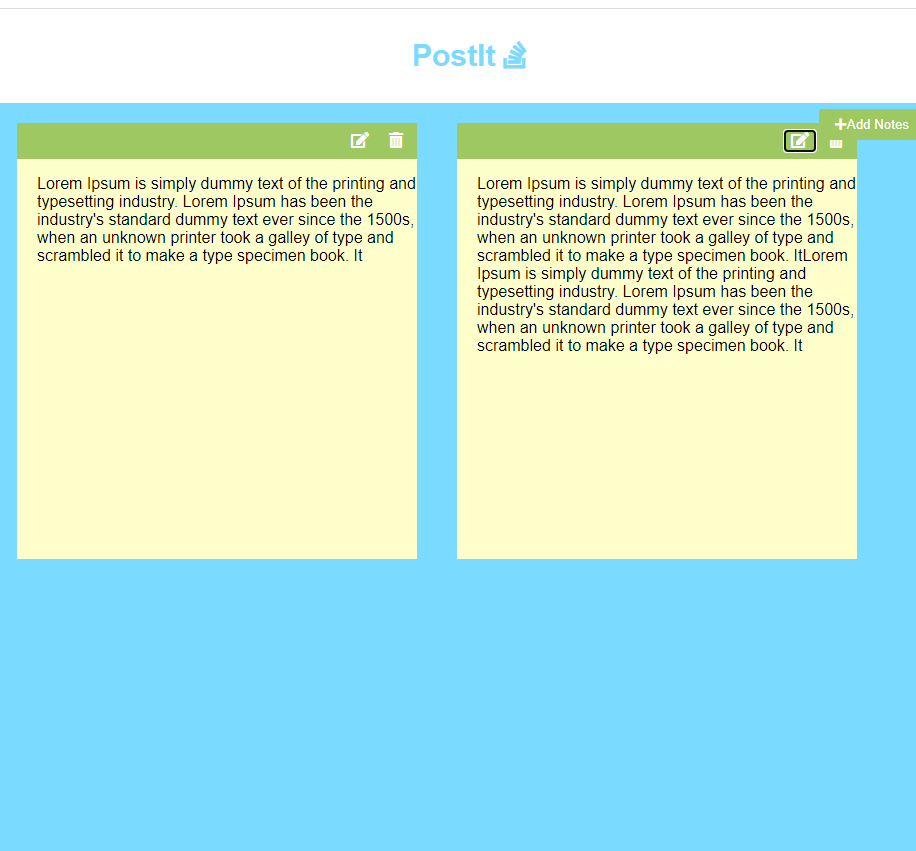 PostIt
Add Notes
Lorem Ipsum is simply dummy text of the printing and
typesetting industry. Lorem Ipsum has been the
industry's standard dummy text ever since the 1500s,
when an unknown printer took a galley of type and
scrambled it to make a type specimen book. It
Lorem Ipsum is simply dummy text of the printing and
typesetting industry. Lorem Ipsum has been the
industry's standard dummy text ever since the 1500s,
when an unknown printer took a galley of type and
scrambled it to make a type specimen book. ItLorem
Ipsum is simply dummy text of the printing and
typesetting industry. Lorem Ipsum has been the
industry's standard dummy text ever since the 1500s,
when an unknown printer took a galley of type and
scrambled it to make a type specimen book. It